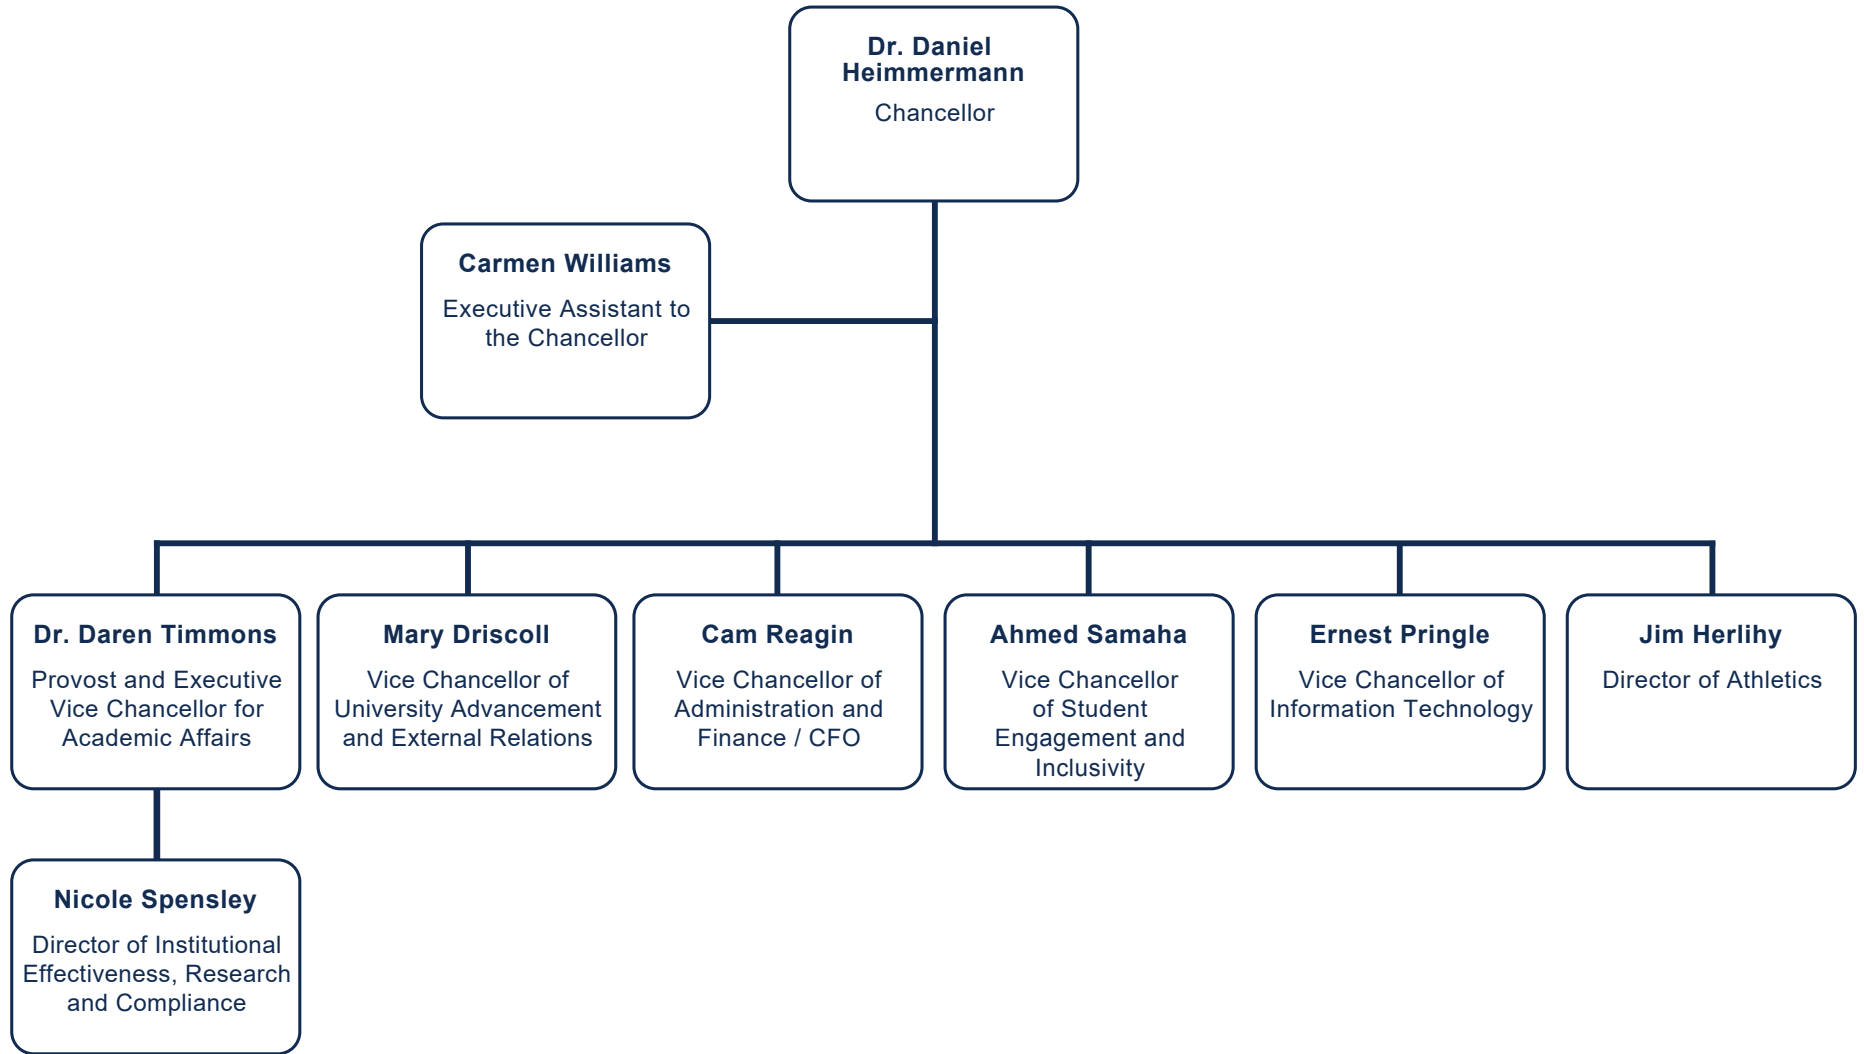 Dr. Daniel
Heimmermann
Chancellor
Carmen Williams
Executive Assistant to
the Chancellor
Dr. Daren Timmons
Provost and Executive
Vice Chancellor for
Academic Affairs
Mary Driscoll
Vice Chancellor of
University Advancement
and External Relations
Cam Reagin
Vice Chancellor of
Administration and
Finance / CFO
Ahmed Samaha
Vice Chancellor
of Student
Engagement and
Inclusivity
Ernest Pringle
Vice Chancellor of
Information Technology
Jim Herlihy
Director of Athletics
Nicole Spensley
Director of Institutional
Effectiveness, Research
and Compliance